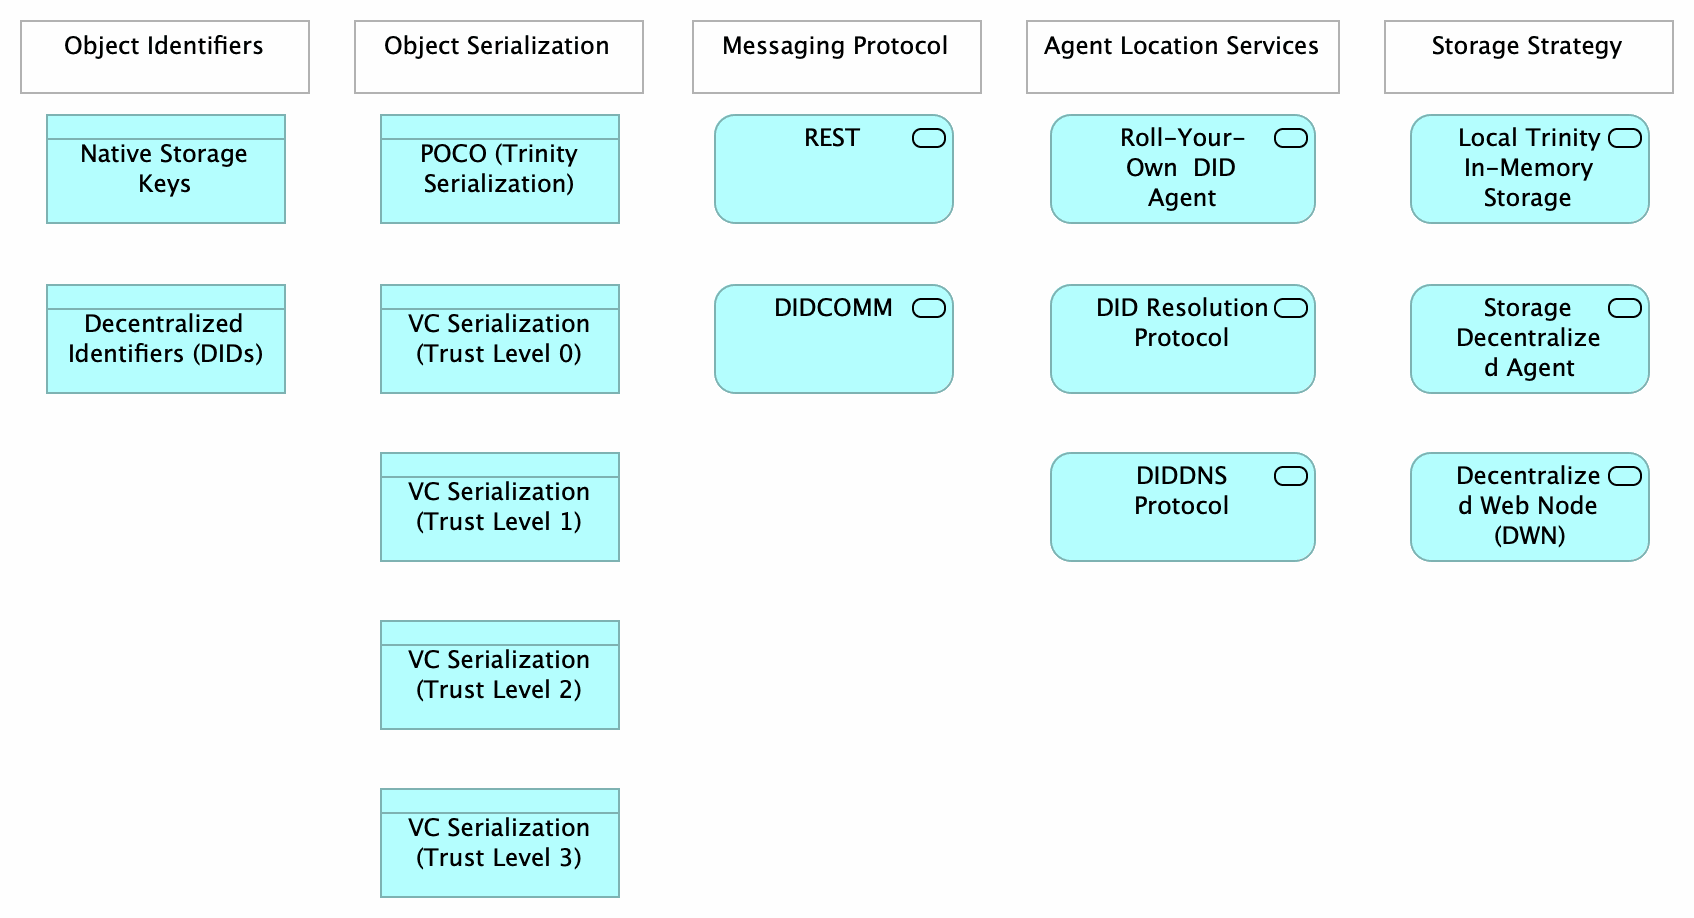 Object Identifiers
Object Serialization
Messaging Protocol
Agent Location Services
Storage Strategy
Native Storage
Keys
POCO (Trinity
Serialization)
REST
Roll-Your-
Own  DID
Agent
Local Trinity
In-Memory
Storage
Decentralized
Identifiers (DIDs)
VC Serialization
(Trust Level 0)
DIDCOMM
DID Resolution
Protocol
Storage
Decentralize
d Agent
VC Serialization
(Trust Level 1)
DIDDNS
Protocol
Decentralize
d Web Node
(DWN)
VC Serialization
(Trust Level 2)
VC Serialization
(Trust Level 3)